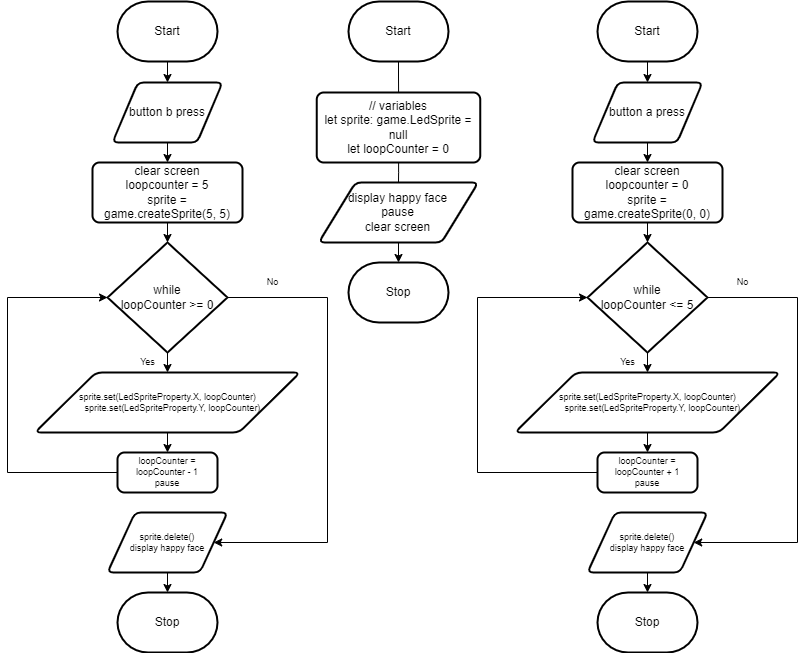 Start
button b press
clear screen
loopcounter = 5
sprite =
game.createSprite(5, 5)
while
loopCounter >= 0
No
Yes
sprite.set(LedSpriteProperty.X, loopCounter)
sprite.set(LedSpriteProperty.Y, loopCounter)
loopCounter =
loopCounter - 1
pause
sprite.delete()
display happy face
Stop
Start
// variables
let sprite: game.LedSprite =
null
let loopCounter = 0
display happy face
pause
clear screen
Stop
Start
button a press
clear screen
loopcounter = 0
sprite =
game.createSprite(0, 0)
while
loopCounter <= 5
No
Yes
sprite.set(LedSpriteProperty.X, loopCounter)
sprite.set(LedSpriteProperty.Y, loopCounter)
loopCounter =
loopCounter + 1
pause
sprite.delete()
display happy face
Stop